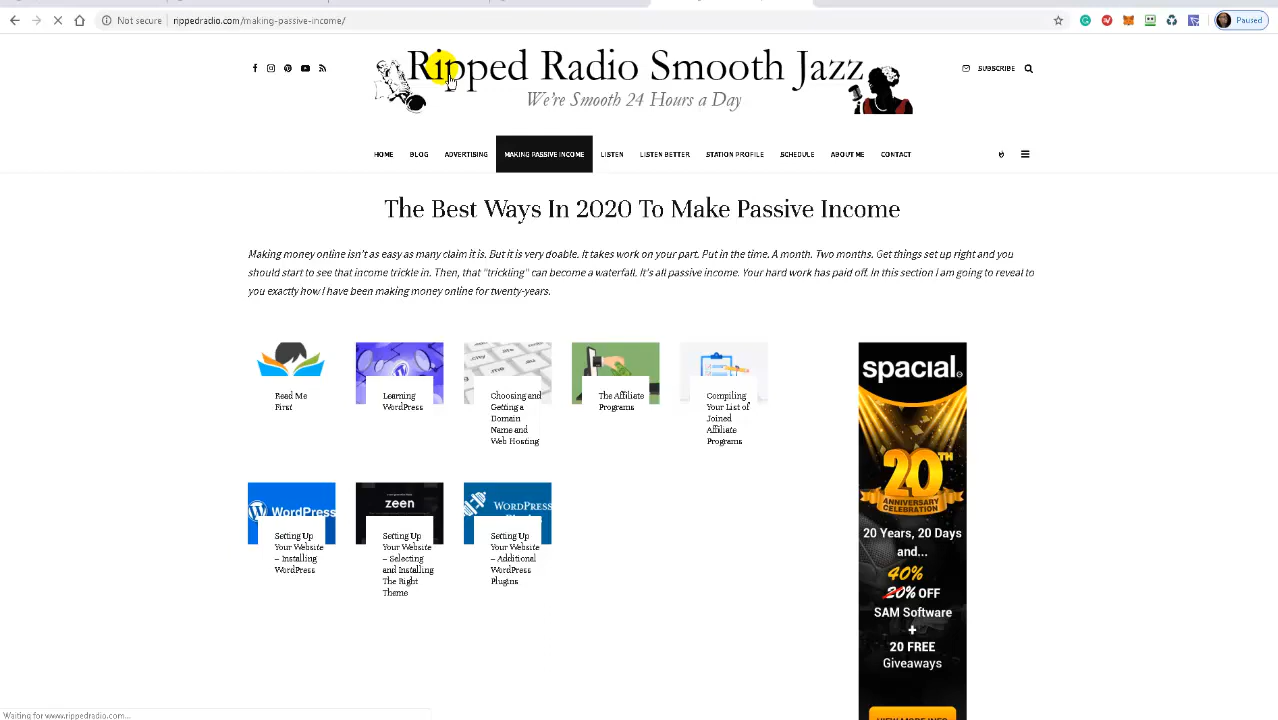 Not secure
rippedradio.com/making-passive-income/
Paused
Ripped Radio Smooth Jazz
We're Smooth 24 Hours a Day
SUBSCRIBE
HOME BLOG ADVERTISING MAKING PASSIVE INCOME LISTEN LISTEN BETTER STATION PROFILE SCHEDULE ABOUT ME CONTACT
The Best Ways In 2020 To Make Passive Income
Making money online isn't as easy as many claim it is. But it is very doable. It takes work on your part. Put in the time. A month. Two months. Get things set up right and you
should start to see that income trickle in. Then, that "trickling" can become a waterfall. It's all passive income. Your hard work has paid off. In this section I am going to reveal to
you exactly how I have been making money online for twenty-years.
Read Me
First
Learning
WordPress
Choosing and
Getting a
Domain
Name and
Web Hosting
The Affiliate
Programs
Compiling
Your List of
Joined
Affiliate
Programs
WordPress
Setting Up
Your Website
– Installing
WordPress
zeen
Setting Up
Your Website
– Selecting
and Installing
The Right
Theme
WORDPRESS
Setting Up
Your Website
– Additional
WordPress
Plugins
spacial
20TH
ANNIVERSARY
CELEBRATION
20 Years, 20 Days
and...
40%
20% OFF
SAM Software
+
20 FREE
Giveaways
VIEW MORE INFO
Waiting for www.rippedradio.com...